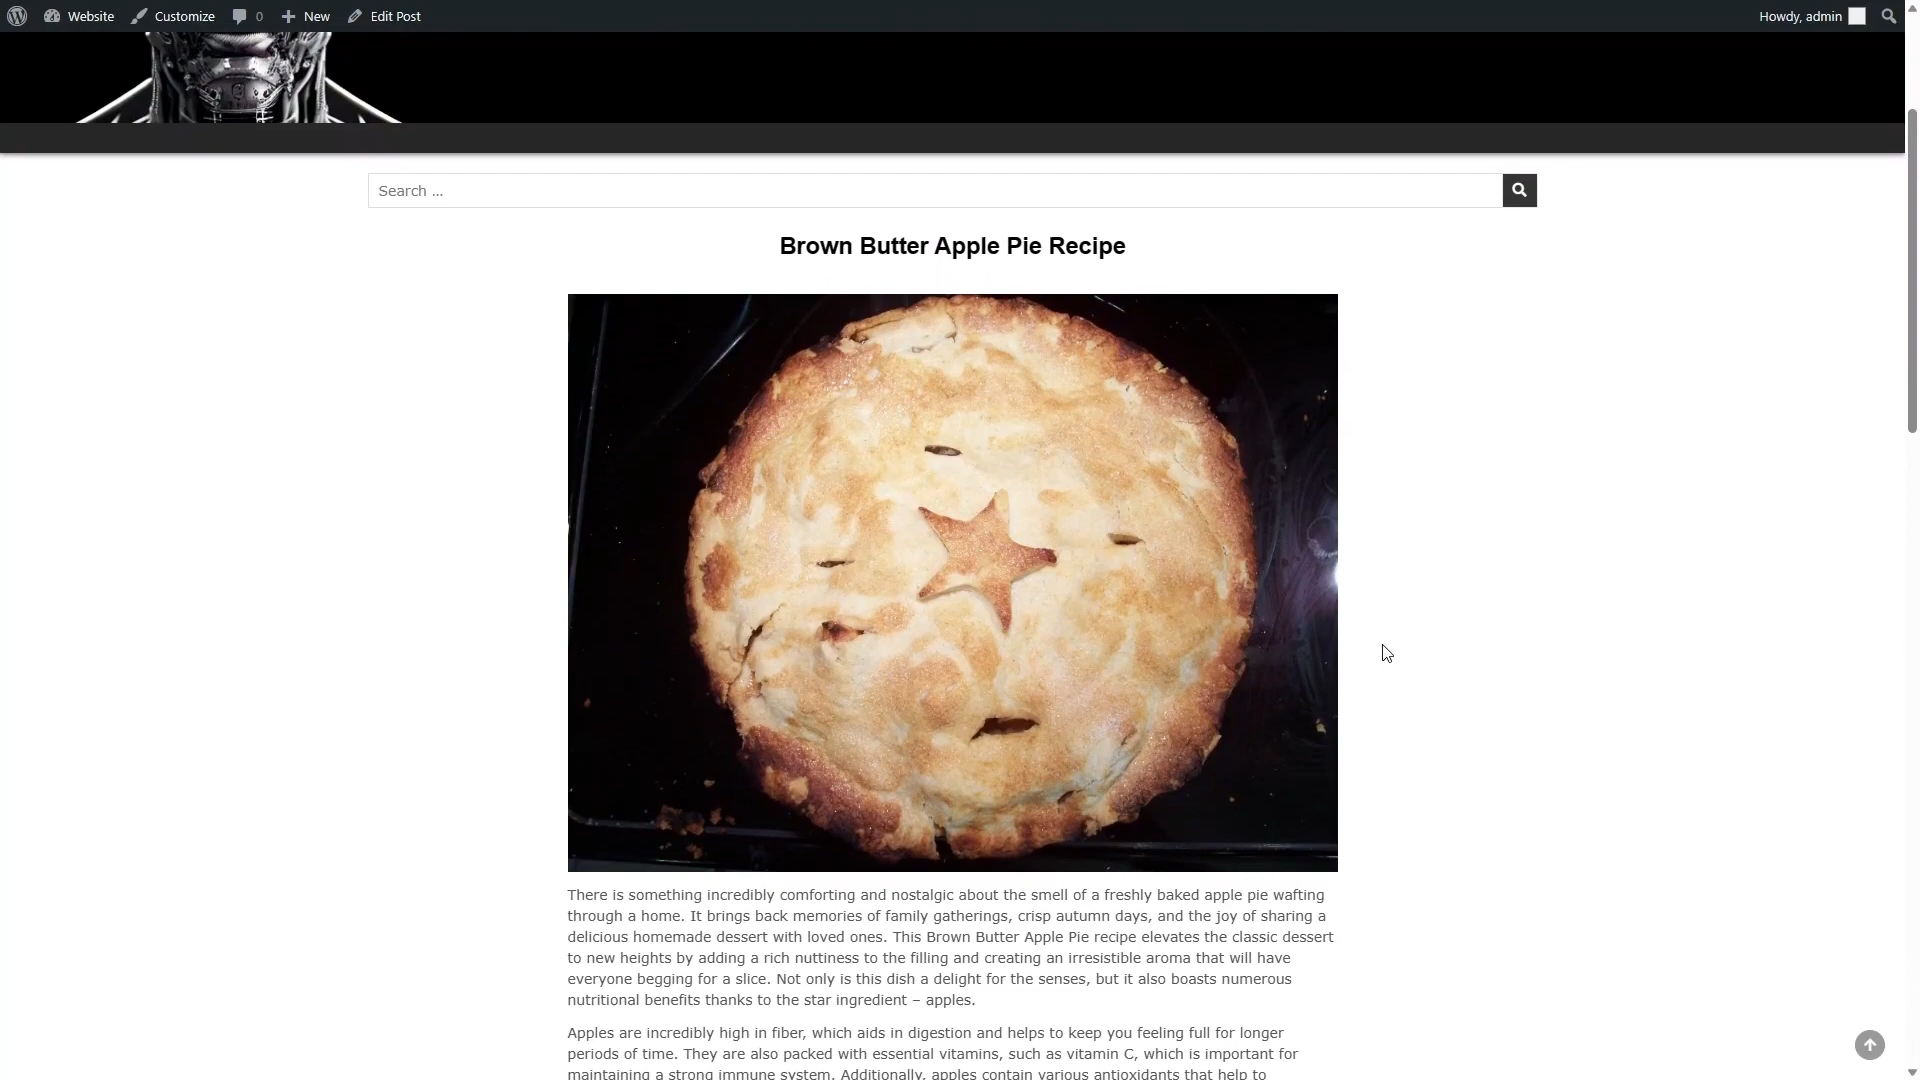 Website Customize 0 New Edit Post Howdy, admin
Search ...
Brown Butter Apple Pie Recipe
There is something incredibly comforting and nostalgic about the smell of a freshly baked apple pie wafting
through a home. It brings back memories of family gatherings, crisp autumn days, and the joy of sharing a
delicious homemade dessert with loved ones. This Brown Butter Apple Pie recipe elevates the classic dessert
to new heights by adding a rich nuttiness to the filling and creating an irresistible aroma that will have
everyone begging for a slice. Not only is this dish a delight for the senses, but it also boasts numerous
nutritional benefits thanks to the star ingredient – apples.
Apples are incredibly high in fiber, which aids in digestion and helps to keep you feeling full for longer
periods of time. They are also packed with essential vitamins, such as vitamin C, which is important for
maintaining a strong immune system. Additionally, apples contain various antioxidants that help to